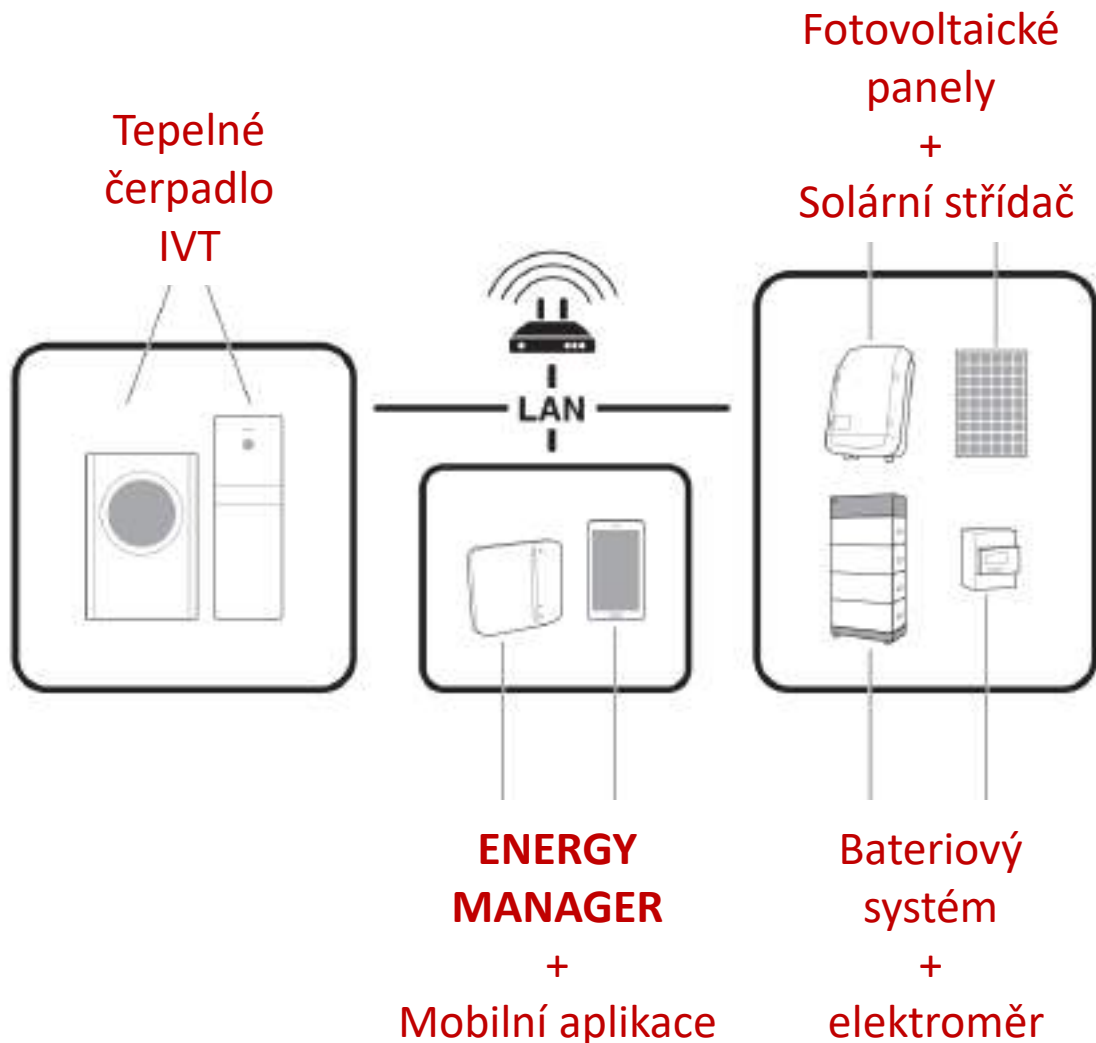 Fotovoltaické
panely
+
Solární střídač
Tepelné
čerpadlo
IVT
LAN
ENERGY
MANAGER
+
Mobilní aplikace
Bateriový
systém
+
elektroměr